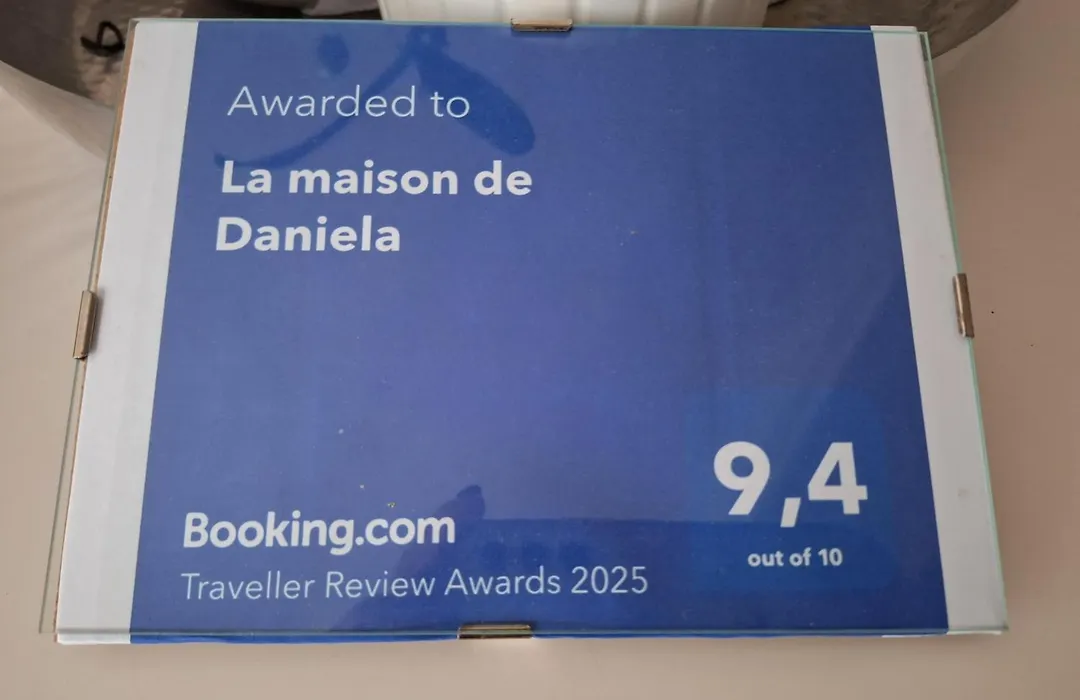 Awarded to
La maison de
Daniela
9,4
out of 10
Booking.com
Traveller Review Awards 2025